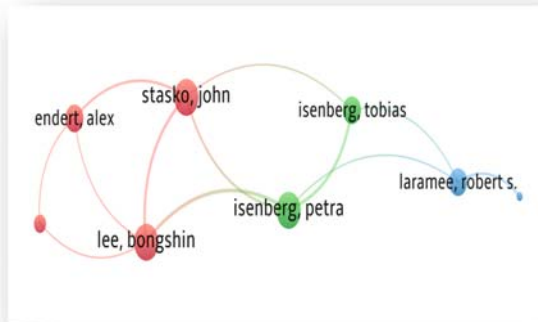 stasko, john
endert, alex
isenberg, tobias
laramee, robert s.
isenberg, petra
lee, bongshin